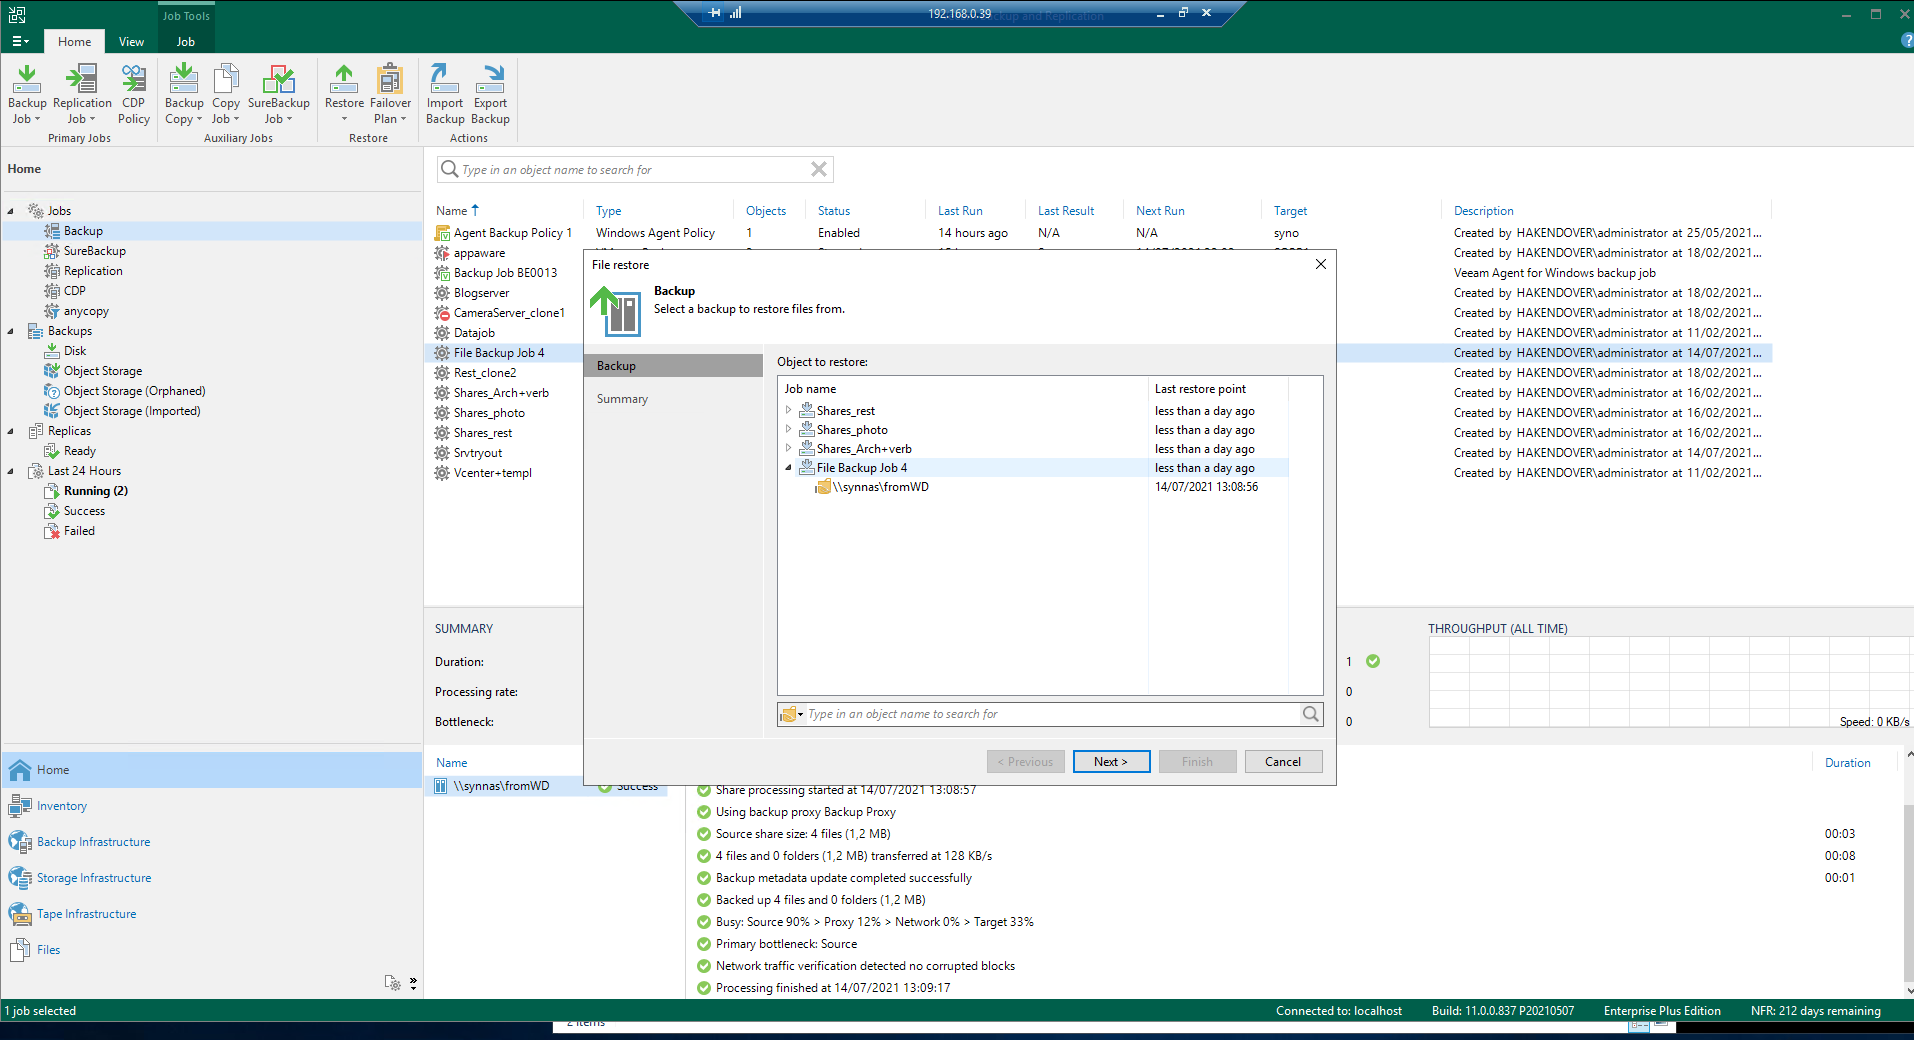 Job Tools
192.168.0.39
Backup and Replication
Home
View
Job
Backup Job
Replication Job
CDP Policy
Backup Copy
Copy Job
SureBackup Job
Restore
Failover Plan
Import Backup
Export Backup
Primary Jobs
Auxiliary Jobs
Restore
Actions
Home
Jobs
Backup
SureBackup
Replication
CDP
anycopy
Backups
Disk
Object Storage
Object Storage (Orphaned)
Object Storage (Imported)
Replicas
Ready
Last 24 Hours
Running (2)
Success
Failed
Home
Inventory
Backup Infrastructure
Storage Infrastructure
Tape Infrastructure
Files
Type in an object name to search for
Name Type Objects Status Last Run Last Result Next Run Target Description
Agent Backup Policy 1 Windows Agent Policy 1 Enabled 14 hours ago N/A N/A syno Created by HAKENDOVER\administrator at 25/05/2021...
appaware Created by HAKENDOVER\administrator at 18/02/2021...
Backup Job BE0013 Veeam Agent for Windows backup job
Blogserver Created by HAKENDOVER\administrator at 18/02/2021...
CameraServer_clone1 Created by HAKENDOVER\administrator at 18/02/2021...
Datajob Created by HAKENDOVER\administrator at 11/02/2021...
File Backup Job 4 Created by HAKENDOVER\administrator at 14/07/2021...
Rest_clone2 Created by HAKENDOVER\administrator at 18/02/2021...
Shares_Arch+verb Created by HAKENDOVER\administrator at 16/02/2021...
Shares_photo Created by HAKENDOVER\administrator at 16/02/2021...
Shares_rest Created by HAKENDOVER\administrator at 16/02/2021...
Srvtryout Created by HAKENDOVER\administrator at 14/07/2021...
Vcenter+templ Created by HAKENDOVER\administrator at 11/02/2021...
File restore
Backup
Select a backup to restore files from.
Backup
Summary
Object to restore:
Job name Last restore point
Shares_rest less than a day ago
Shares_photo less than a day ago
Shares_Arch+verb less than a day ago
File Backup Job 4 less than a day ago
\\synnas\fromWD 14/07/2021 13:08:56
Type in an object name to search for
< Previous Next > Finish Cancel
SUMMARY
Duration:
Processing rate:
Bottleneck:
1
0
0
THROUGHPUT (ALL TIME)
Speed: 0 KB/s
Name Duration
\\synnas\fromWD Success
Share processing started at 14/07/2021 13:08:57
Using backup proxy Backup Proxy
Source share size: 4 files (1,2 MB) 00:03
4 files and 0 folders (1,2 MB) transferred at 128 KB/s 00:08
Backup metadata update completed successfully 00:01
Backed up 4 files and 0 folders (1,2 MB)
Busy: Source 90% > Proxy 12% > Network 0% > Target 33%
Primary bottleneck: Source
Network traffic verification detected no corrupted blocks
Processing finished at 14/07/2021 13:09:17
1 job selected
Connected to: localhost Build: 11.0.0.837 P20210507 Enterprise Plus Edition NFR: 212 days remaining
2 items